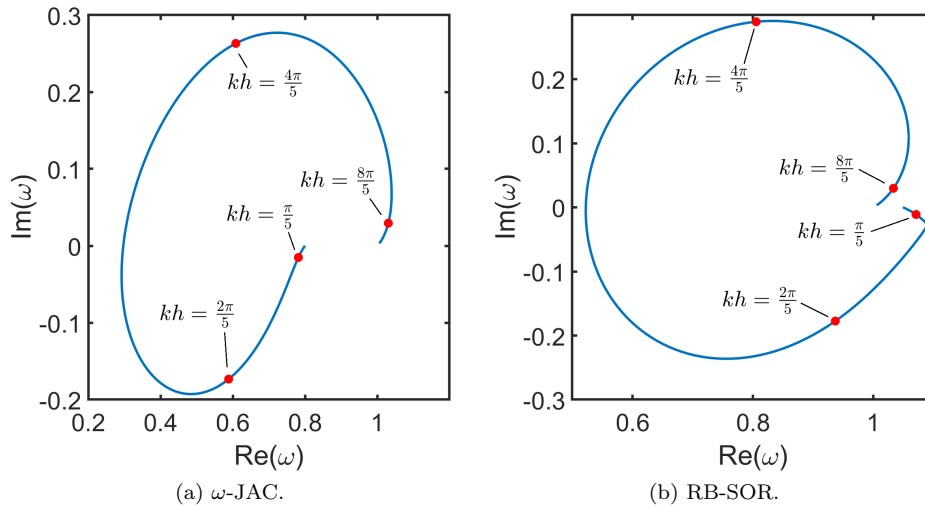 0.3
0.2
0.1
0
-0.1
-0.2
Im(ω)
kh = 4π/5
kh = 8π/5
kh = π/5
kh = 2π/5
0.2 0.4 0.6 0.8 1
Re(ω)
(a) ω-JAC.
0.2
0.1
0
-0.1
-0.2
-0.3
Im(ω)
kh = 4π/5
kh = 8π/5
kh = π/5
kh = 2π/5
0.6 0.8 1
Re(ω)
(b) RB-SOR.